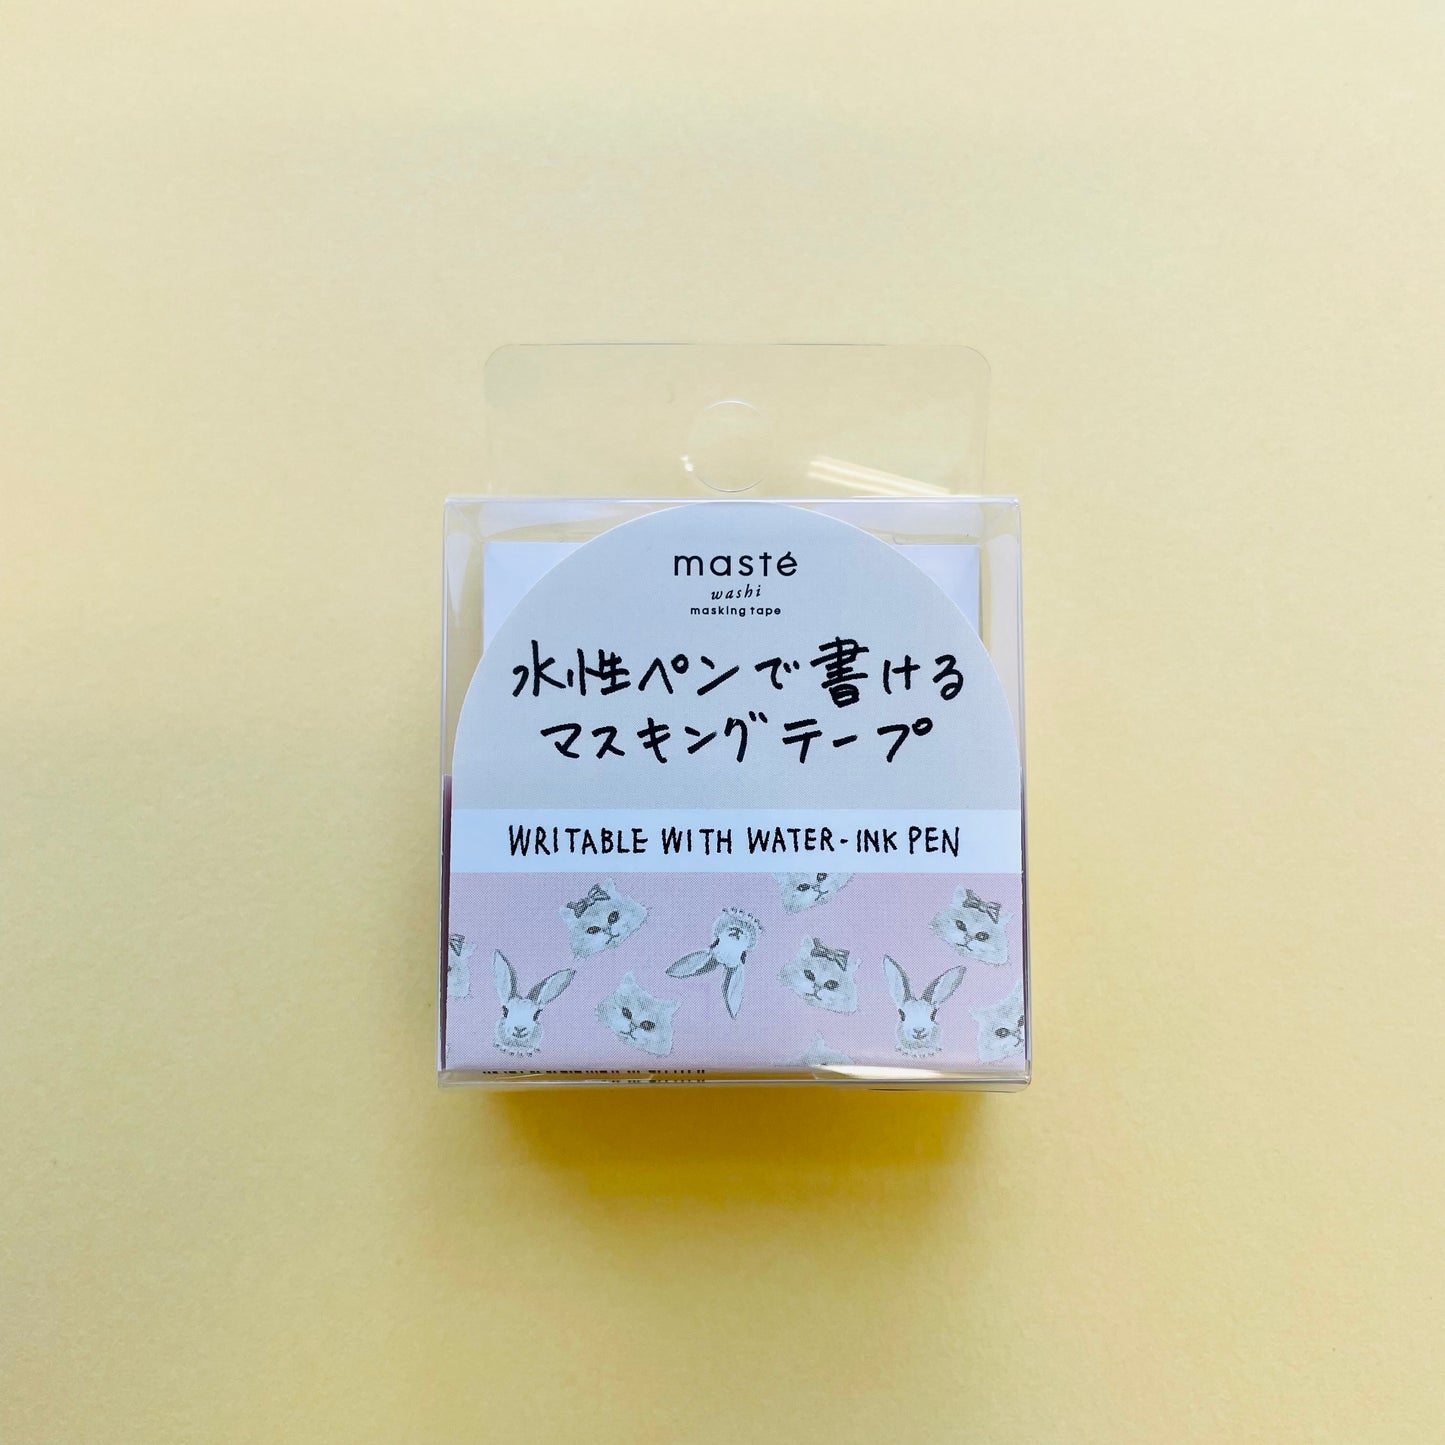 masté
washi
masking tape
水性ペンで書ける
マスキングテープ
WRITABLE WITH WATER-INK PEN